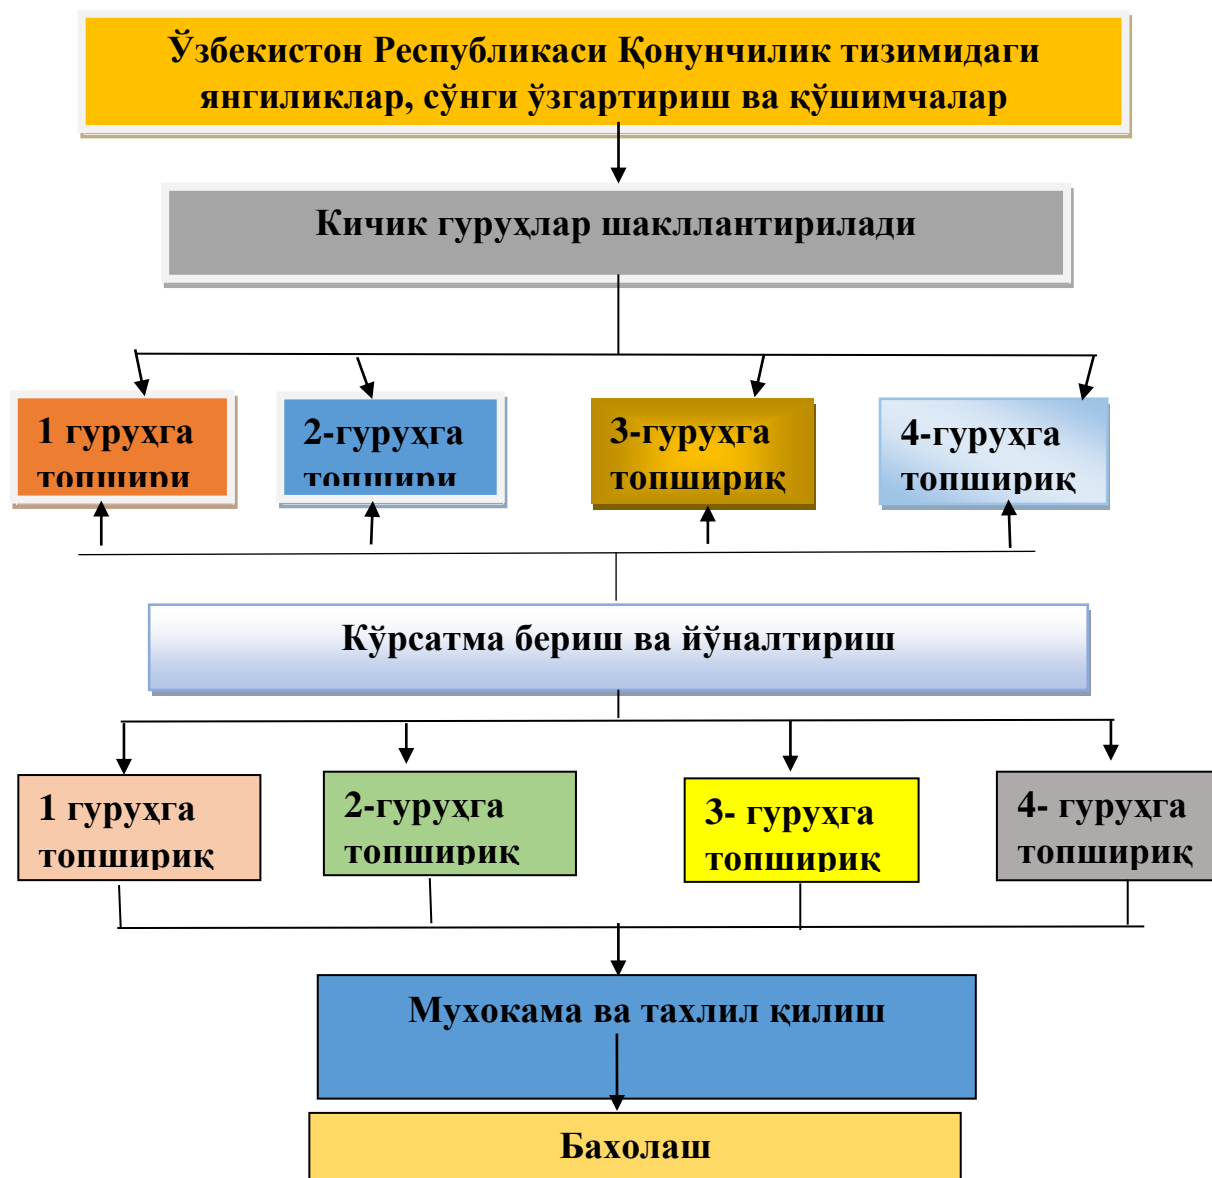 Ўзбекистон Республикаси Қонунчилик тизимидаги
янгиликлар, сўнги ўзгартириш ва қўшимчалар
Кичик гуруҳлар шакллантирилади
1 гуруҳга
топшири
2-гуруҳга
топшири
3-гуруҳга
топшириқ
4-гуруҳга
топшириқ
Кўрсатма бериш ва йўналтириш
1 гуруҳга
топшириқ
2-гуруҳга
топшириқ
3- гуруҳга
топшириқ
4- гуруҳга
топшириқ
Мухокама ва тахлил қилиш
Бахолаш